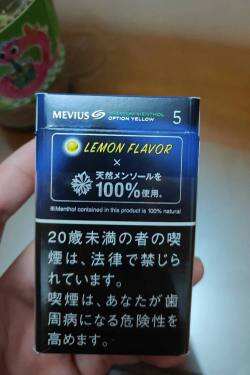 MEVIUS OPTION YELLOW 5
LEMON FLAVOR
×
天然メンソールを
100%使用。
※Menthol contained in this product is 100% natural
20歳未満の者の喫
煙は、法律で禁じら
れています。
喫煙は、あなたが歯
周病になる危険性を
高めます。